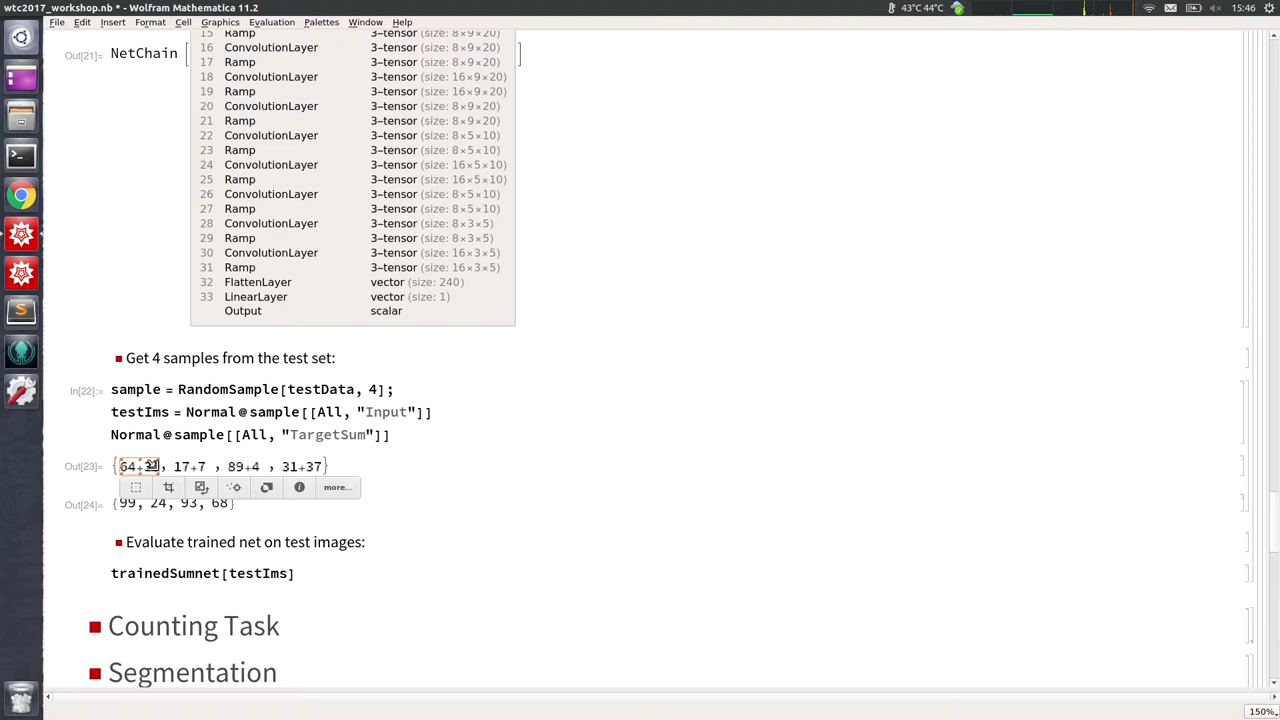 wtc2017_workshop.nb * - Wolfram Mathematica 11.2
43°C 44°C
15:46
File Edit Insert Format Cell Graphics Evaluation Palettes Window Help
Out[21]= NetChain [
15 Ramp 3-tensor (size: 8×9×20)
16 ConvolutionLayer 3-tensor (size: 8×9×20)
17 Ramp 3-tensor (size: 8×9×20)
18 ConvolutionLayer 3-tensor (size: 16×9×20)
19 Ramp 3-tensor (size: 16×9×20)
20 ConvolutionLayer 3-tensor (size: 8×9×20)
21 Ramp 3-tensor (size: 8×9×20)
22 ConvolutionLayer 3-tensor (size: 8×5×10)
23 Ramp 3-tensor (size: 8×5×10)
24 ConvolutionLayer 3-tensor (size: 16×5×10)
25 Ramp 3-tensor (size: 16×5×10)
26 ConvolutionLayer 3-tensor (size: 8×5×10)
27 Ramp 3-tensor (size: 8×5×10)
28 ConvolutionLayer 3-tensor (size: 8×3×5)
29 Ramp 3-tensor (size: 8×3×5)
30 ConvolutionLayer 3-tensor (size: 16×3×5)
31 Ramp 3-tensor (size: 16×3×5)
32 FlattenLayer vector (size: 240)
33 LinearLayer vector (size: 1)
Output scalar
]
Get 4 samples from the test set:
In[22]:= sample = RandomSample[testData, 4];
testIms = Normal@sample[[All, "Input"]]
Normal@sample[[All, "TargetSum"]]
Out[23]= {64+, 17+7 , 89+4 , 31+37}
more...
Out[24]= {99, 24, 93, 68}
Evaluate trained net on test images:
trainedSumnet[testIms]
Counting Task
Segmentation
150%